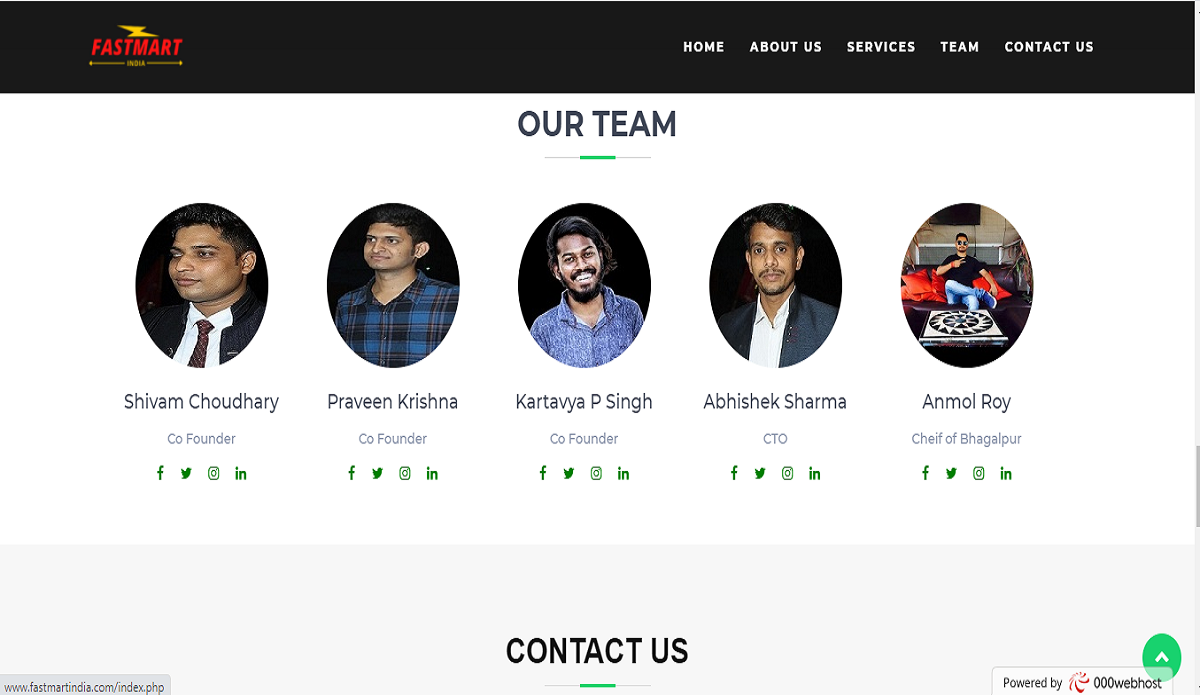 FASTMART
INDIA
HOME ABOUT US SERVICES TEAM CONTACT US
OUR TEAM
Shivam Choudhary Praveen Krishna Kartavya P Singh Abhishek Sharma Anmol Roy
Co Founder Co Founder Co Founder CTO Cheif of Bhagalpur
CONTACT US
Powered by 000webhost
www.fastmartindia.com/index.php